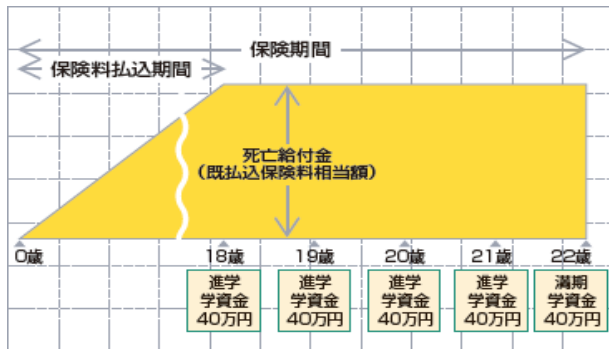 保険期間
保険料払込期間
死亡給付金
（既払込保険料相当額）
0歳
18歳
19歳
20歳
21歳
22歳
進学
学資金
40万円
進学
学資金
40万円
進学
学資金
40万円
進学
学資金
40万円
満期
学資金
40万円